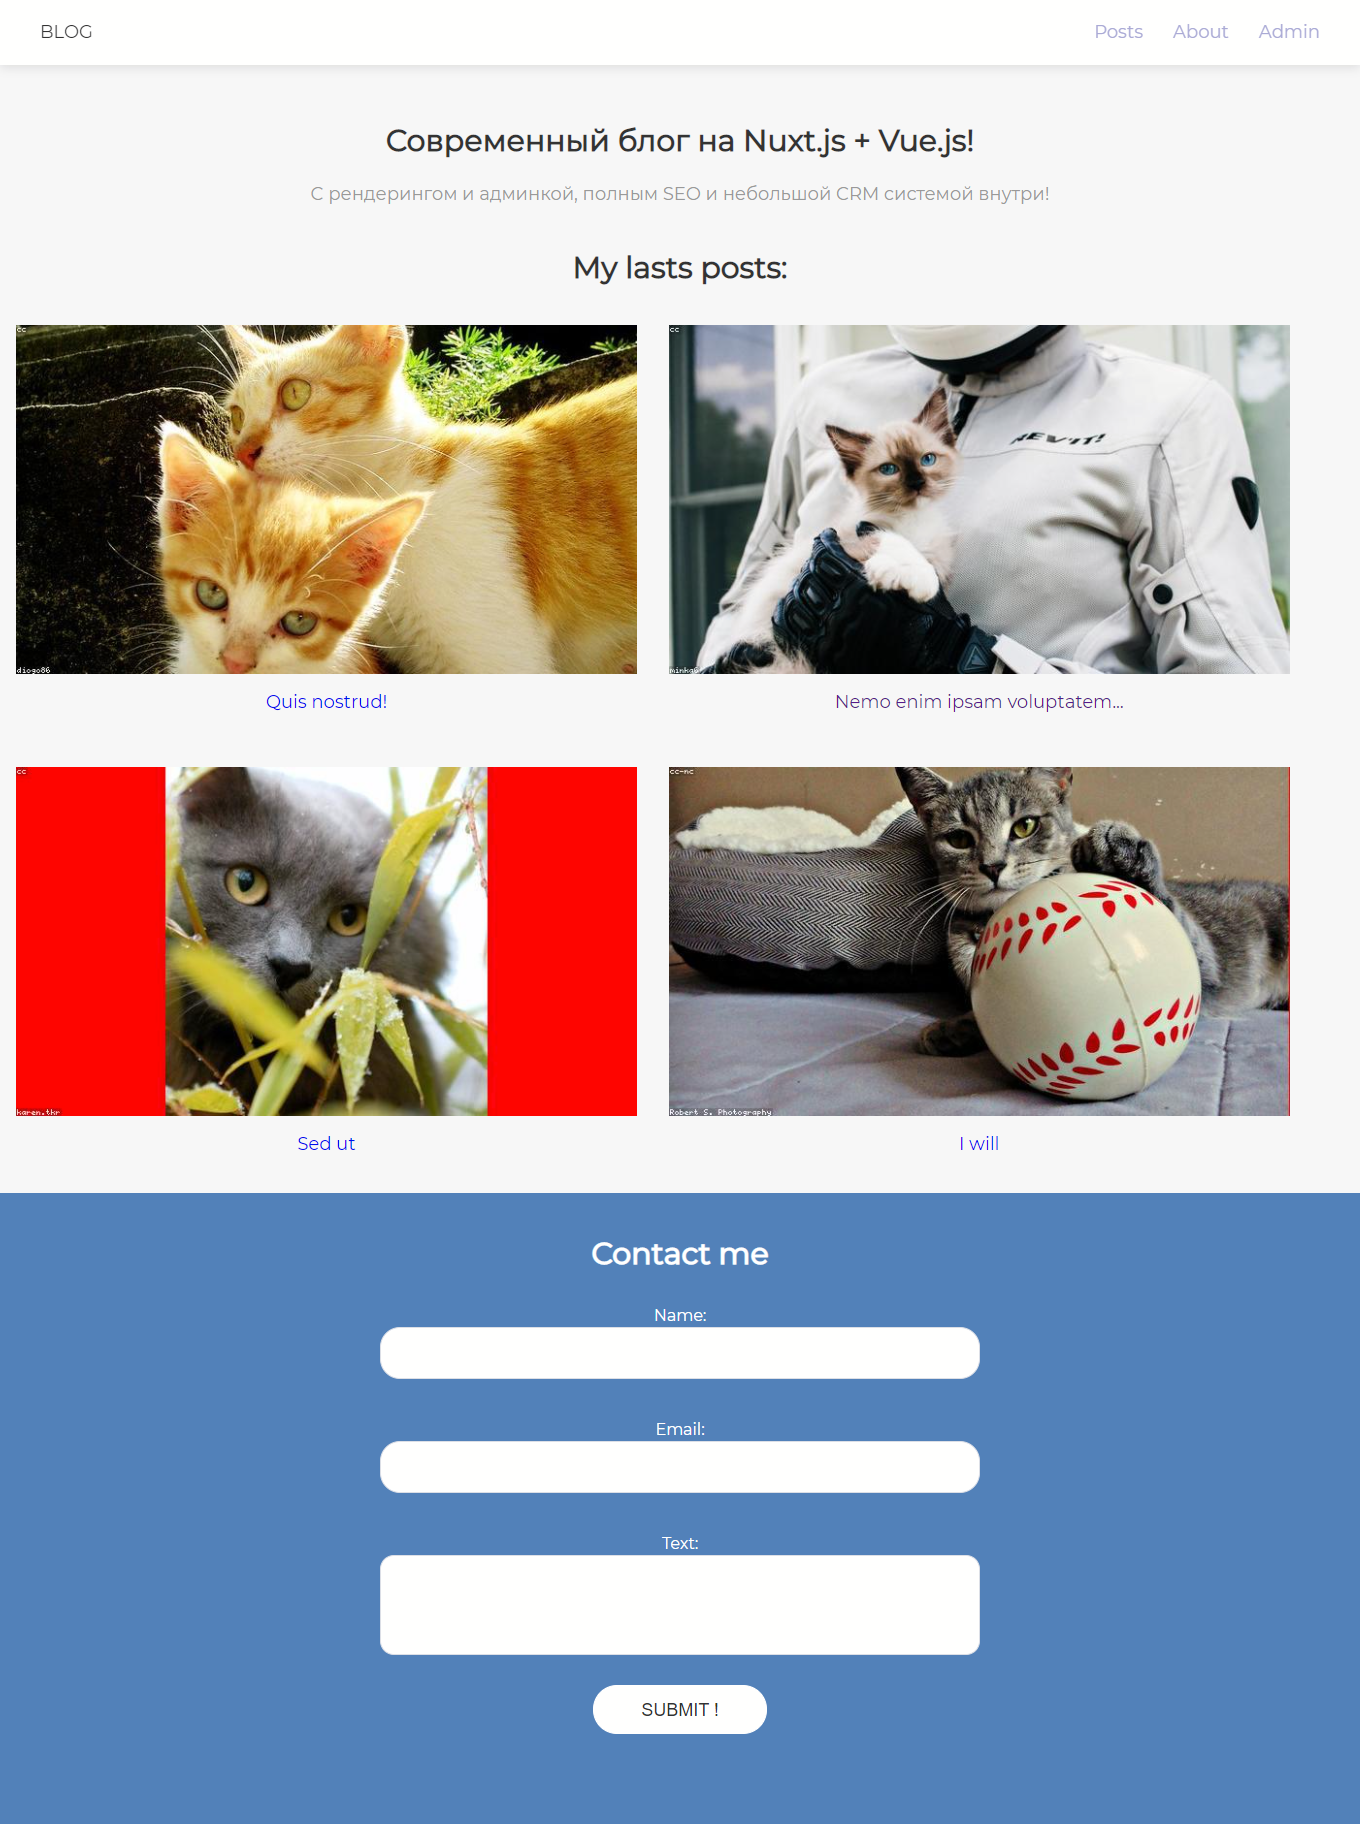 BLOG
Posts About Admin
Современный блог на Nuxt.js + Vue.js!
С рендерингом и админкой, полным SEO и небольшой CRM системой внутри!
My lasts posts:
cc
diogo86
Quis nostrud!
cc
REV'IT!
minka6
Nemo enim ipsam voluptatem...
cc
karen.tkr
Sed ut
cc-nc
Robert S. Photography
I will
Contact me
Name:
Email:
Text:
SUBMIT !